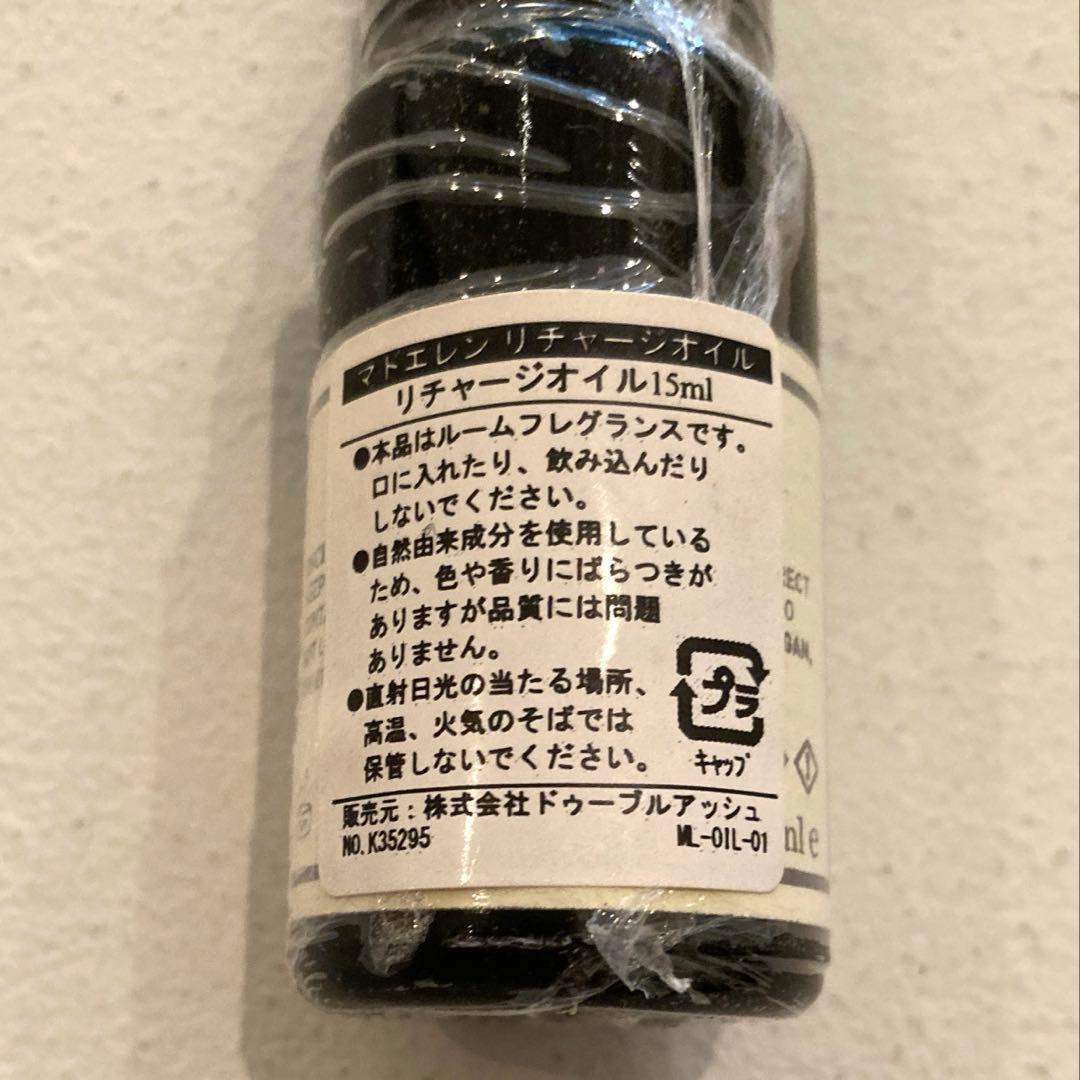 マドエレン リチャージオイル
リチャージオイル15ml
●本品はルームフレグランスです。
口に入れたり、飲み込んだり
しないでください。
●自然由来成分を使用している
ため、色や香りにばらつきが
ありますが品質には問題
ありません。
●直射日光の当たる場所、
高温、火気のそばでは
保管しないでください。
プラ
キャップ
販売元：株式会社ドゥーブルアッシュ
NO.K35295 ML-OIL-01